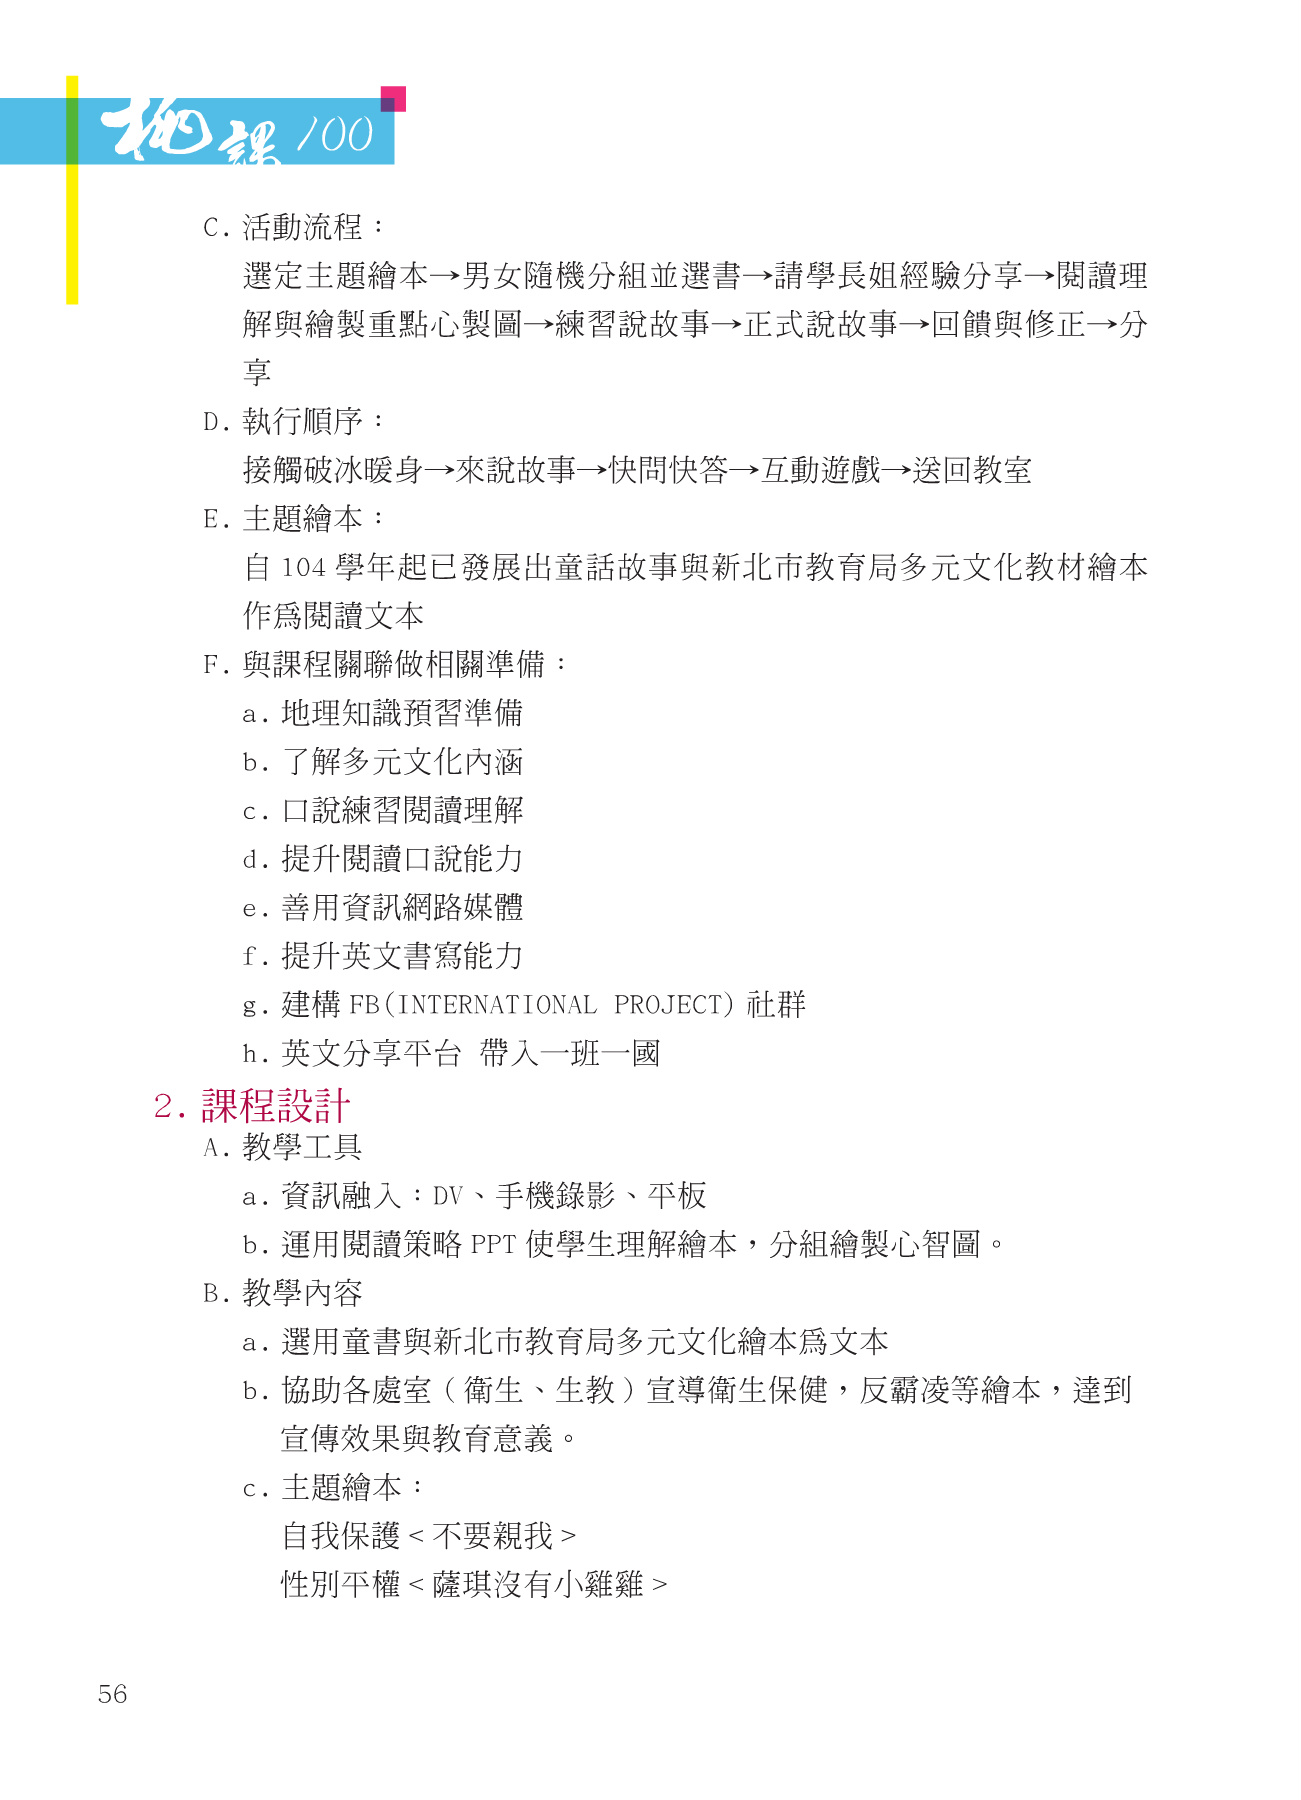 桃課100
C. 活動流程：
選定主題繪本→男女隨機分組並選書→請學長姐經驗分享→閱讀理
解與繪製重點心製圖→練習說故事→正式說故事→回饋與修正→分
享
D. 執行順序：
接觸破冰暖身→來說故事→快問快答→互動遊戲→送回教室
E. 主題繪本：
自 104 學年起已發展出童話故事與新北市教育局多元文化教材繪本
作為閱讀文本
F. 與課程關聯做相關準備：
a. 地理知識預習準備
b. 了解多元文化內涵
c. 口說練習閱讀理解
d. 提升閱讀口說能力
e. 善用資訊網路媒體
f. 提升英文書寫能力
g. 建構 FB(INTERNATIONAL PROJECT) 社群
h. 英文分享平台 帶入一班一國
2. 課程設計
A. 教學工具
a. 資訊融入：DV、手機錄影、平板
b. 運用閱讀策略 PPT 使學生理解繪本，分組繪製心智圖。
B. 教學內容
a. 選用童書與新北市教育局多元文化繪本為文本
b. 協助各處室（衛生、生教）宣導衛生保健，反霸凌等繪本，達到
宣傳效果與教育意義。
c. 主題繪本：
自我保護＜不要親我＞
性別平權＜薩琪沒有小雞雞＞
56